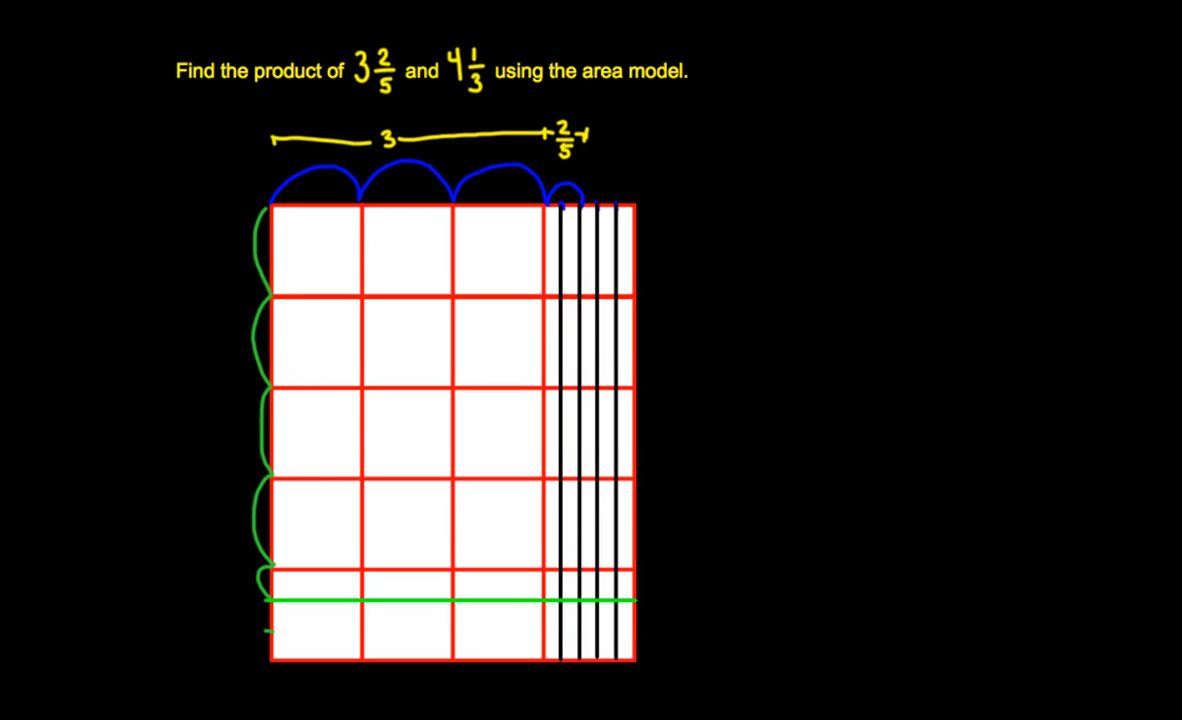 Find the product of 3 2/5 and 4 1/3 using the area model.
3 2/5